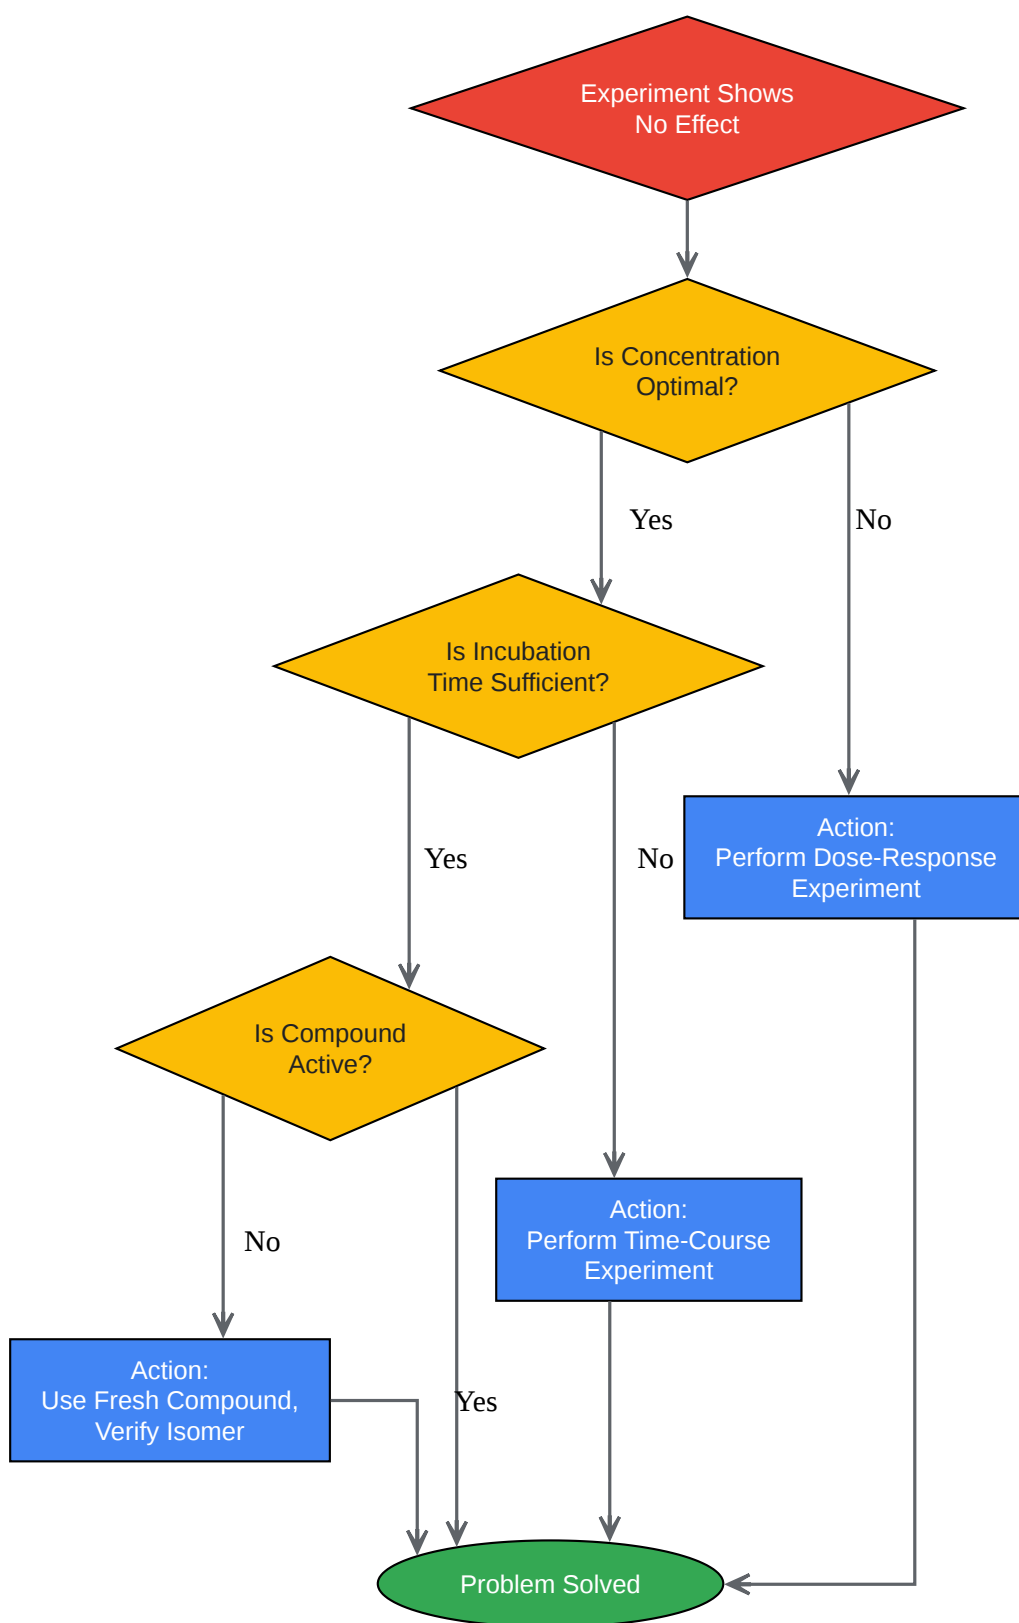 Experiment Shows
No Effect
Is Concentration
Optimal?
Yes
No
Is Incubation
Time Sufficient?
Action:
Perform Dose-Response
Experiment
Yes
No
Is Compound
Active?
Action:
Perform Time-Course
Experiment
No
Action:
Use Fresh Compound,
Verify Isomer
Yes
Problem Solved